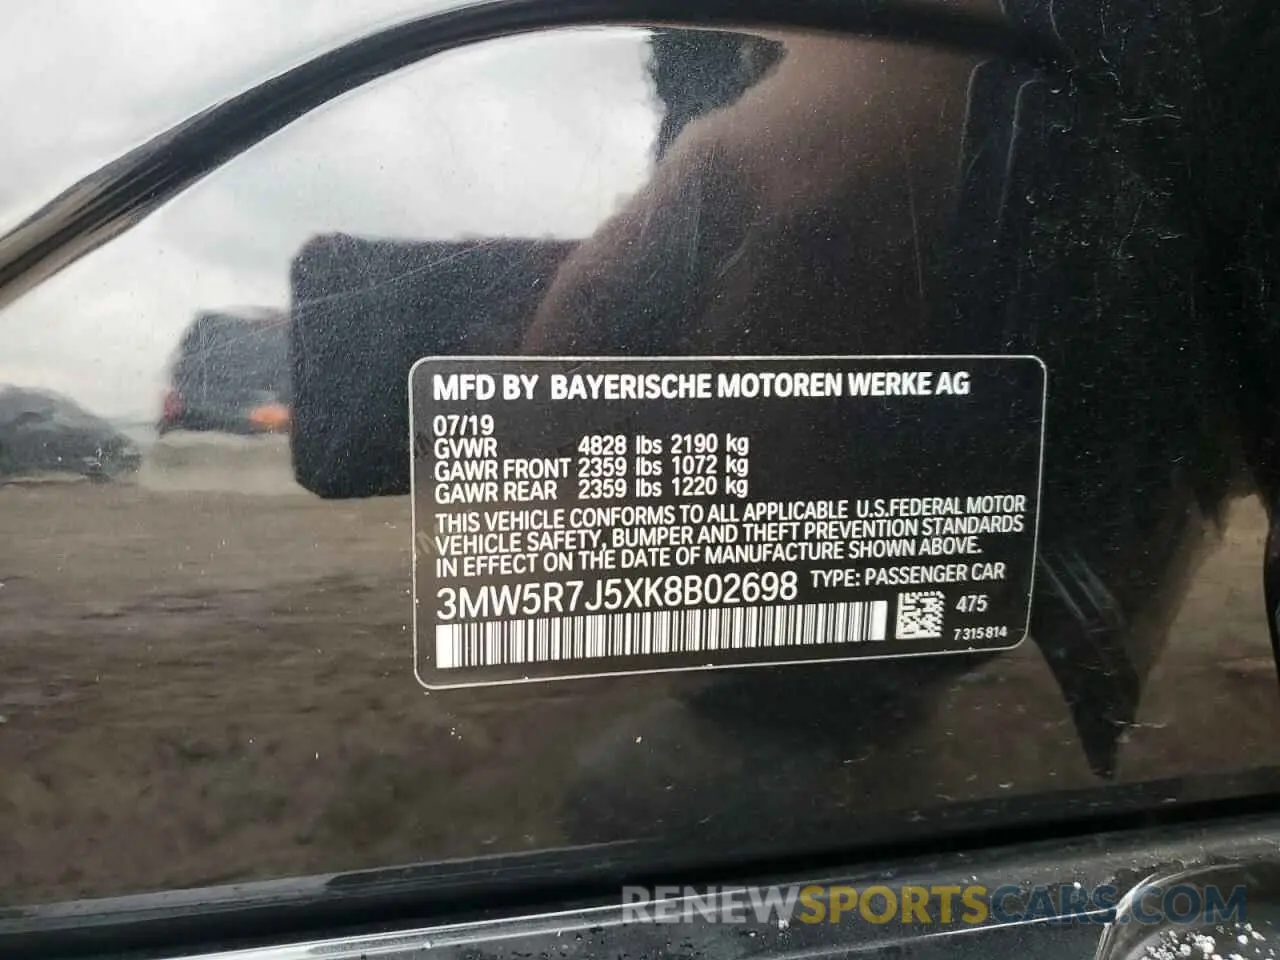 MFD BY BAYERISCHE MOTOREN WERKE AG
07/19
GVWR 4828 lbs 2190 kg
GAWR FRONT 2359 lbs 1072 kg
GAWR REAR 2359 lbs 1220 kg
THIS VEHICLE CONFORMS TO ALL APPLICABLE U.S.FEDERAL MOTOR
VEHICLE SAFETY, BUMPER AND THEFT PREVENTION STANDARDS
IN EFFECT ON THE DATE OF MANUFACTURE SHOWN ABOVE.
3MW5R7J5XK8B02698 TYPE: PASSENGER CAR
475
7 315 814
RENEWSPORTSCARS.COM